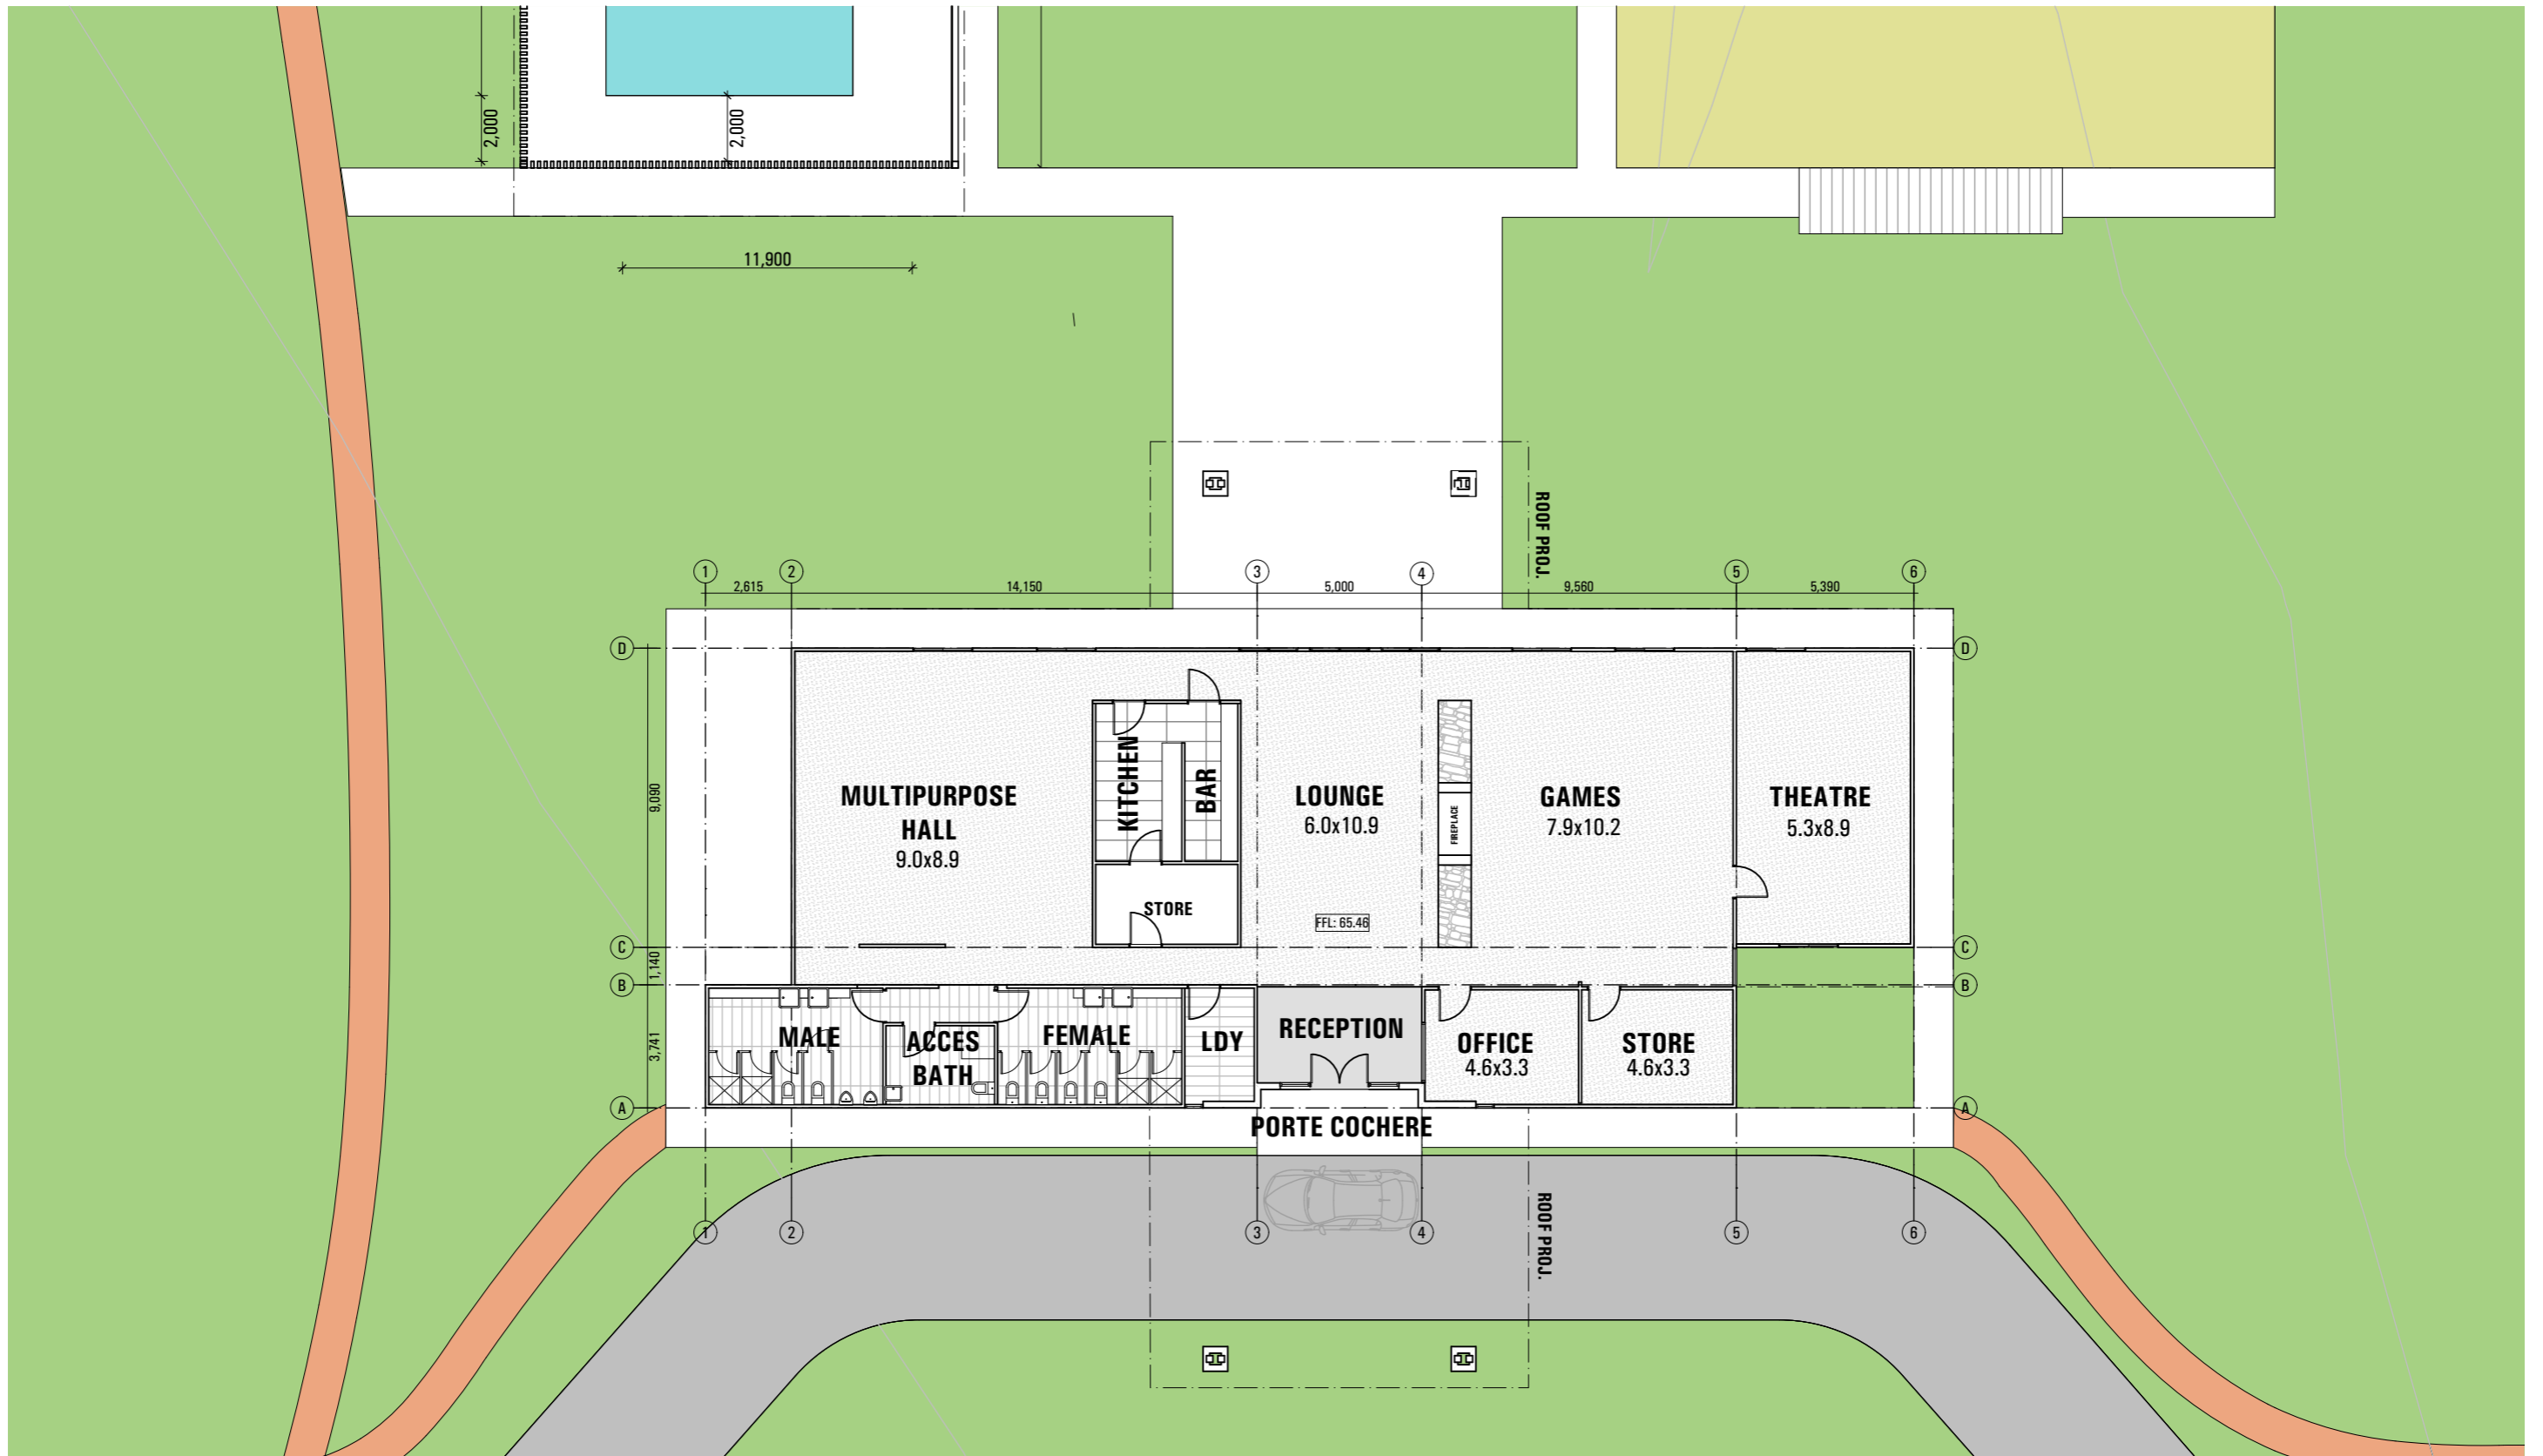 2,000
2,000
11,900
ROOF PROJ.
1
2
3
4
5
6
2,615
14,150
5,000
9,560
5,390
D
D
9,090
MULTIPURPOSE
HALL
9.0x8.9
KITCHEN
BAR
STORE
LOUNGE
6.0x10.9
FFL: 65.46
FIREPLACE
GAMES
7.9x10.2
THEATRE
5.3x8.9
C
C
1,140
B
B
3,741
MALE
ACCES
BATH
FEMALE
LDY
RECEPTION
OFFICE
4.6x3.3
STORE
4.6x3.3
A
A
PORTE COCHERE
1
2
3
4
5
6
ROOF PROJ.